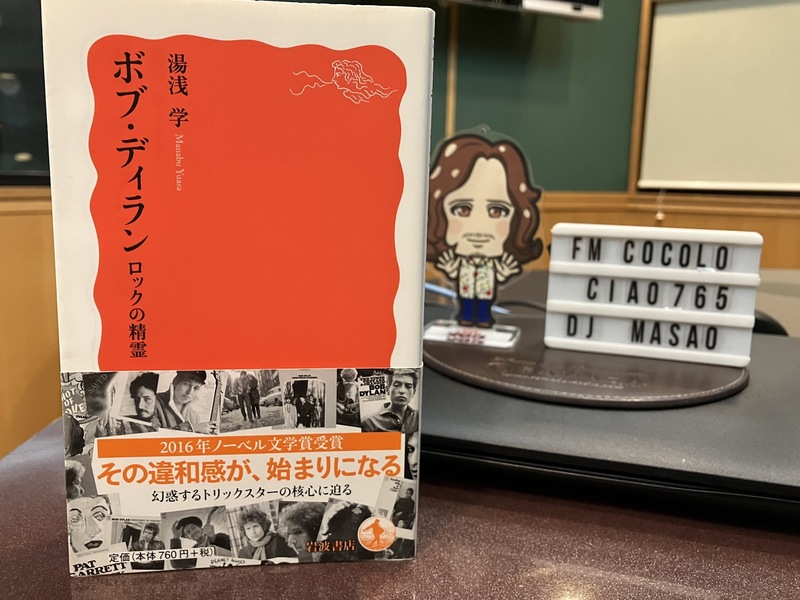 湯浅 学
Manabu Yuasa
ボブ・ディラン ロックの精霊
2016年ノーベル文学賞受賞
その違和感が、始まりになる
幻惑するトリックスターの核心に迫る
定価(本体760円+税)
岩波書店
PAT
GARRETT
BOB
DYLAN
FM COCOLO
CIAO 765
DJ MASAO